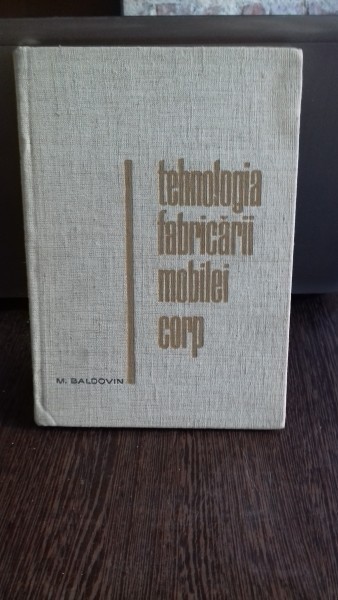 tehnologia
fabricării
mobilei
corp
M. BALDOVIN